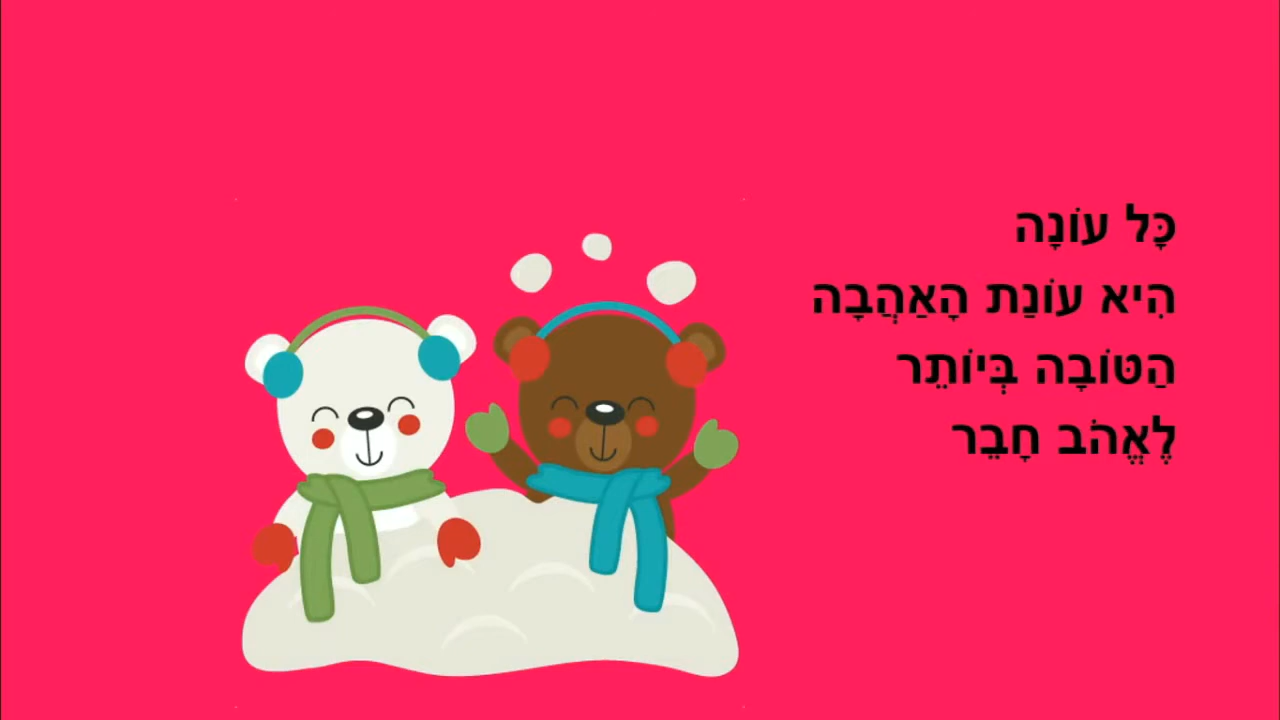 כָּל עוֹנָה
הִיא עוֹנַת הָאַהֲבָה
הַטּוֹבָה בְּיוֹתֵר
לֶאֱהֹב חָבֵר